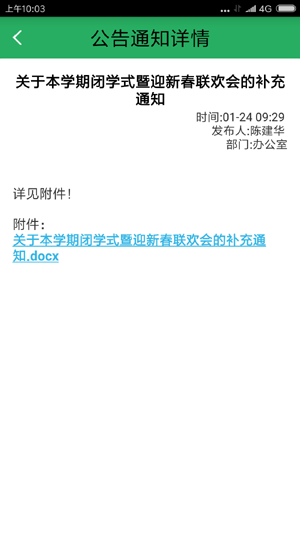 上午10:03
4G
公告通知详情
关于本学期闭学式暨迎新春联欢会的补充
通知
时间:01-24 09:29
发布人:陈建华
部门:办公室
详见附件！
附件：
关于本学期闭学式暨迎新春联欢会的补充通
知.docx